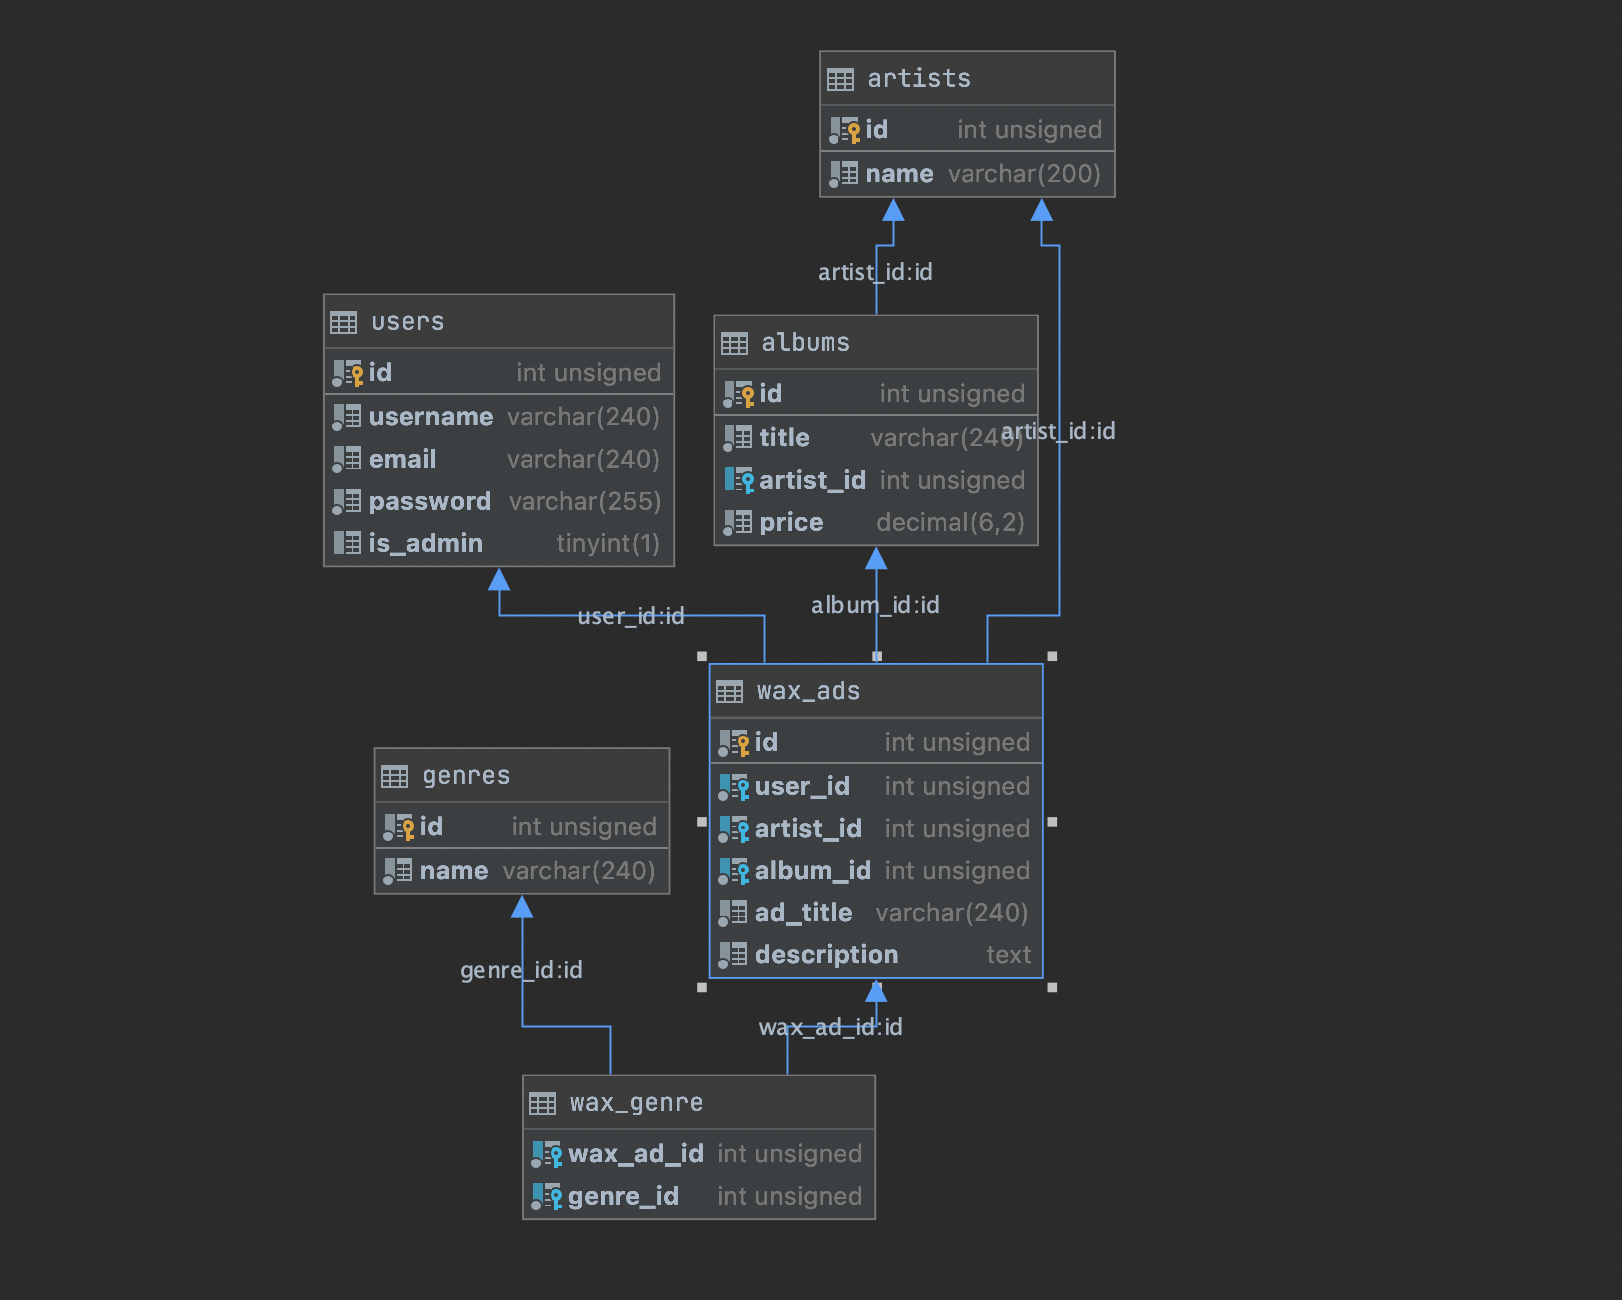 artists
id int unsigned
name varchar(200)
artist_id:id
users
id int unsigned
username varchar(240)
email varchar(240)
password varchar(255)
is_admin tinyint(1)
albums
id int unsigned
title varchar(240)
artist_id int unsigned
price decimal(6,2)
artist_id:id
user_id:id
album_id:id
wax_ads
id int unsigned
user_id int unsigned
artist_id int unsigned
album_id int unsigned
ad_title varchar(240)
description text
genres
id int unsigned
name varchar(240)
genre_id:id
wax_ad_id:id
wax_genre
wax_ad_id int unsigned
genre_id int unsigned